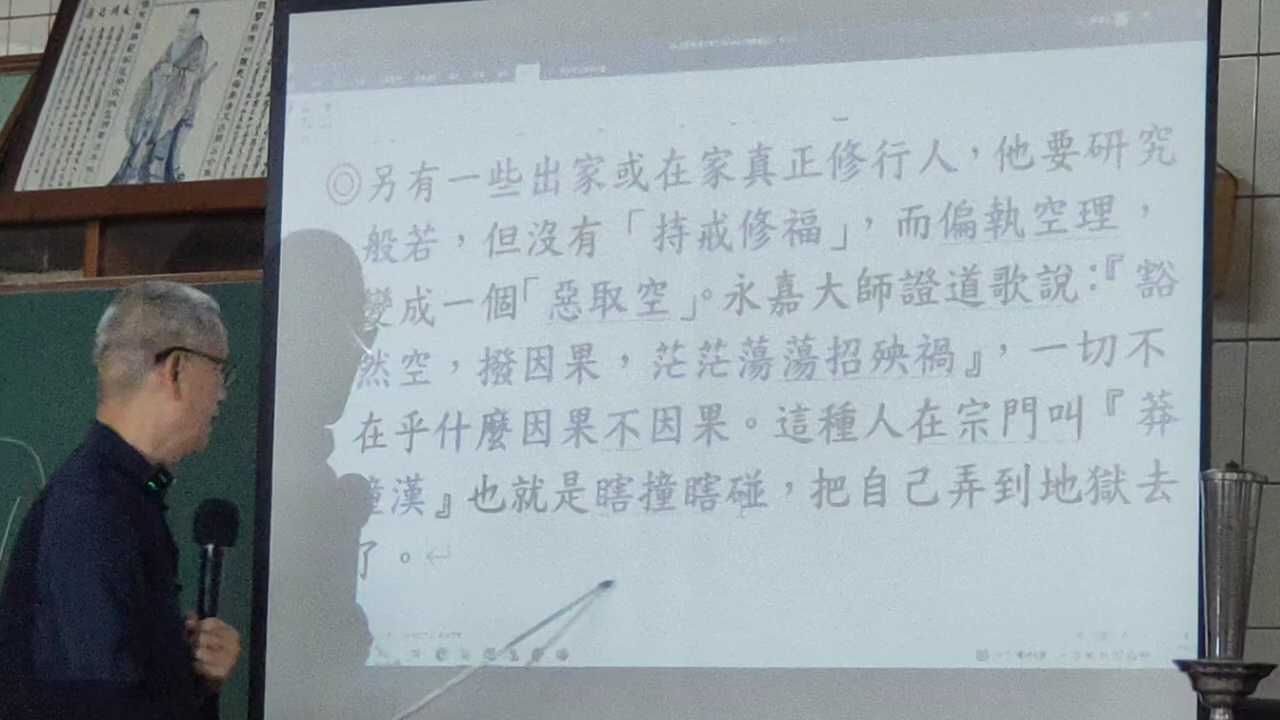 ◎另有一些出家或在家真正修行人，他要研究
般若，但沒有「持戒修福」，而偏執空理，
變成一個「惡取空」。永嘉大師證道歌說：『豁
然空，撥因果，茫茫蕩蕩招殃禍』，一切不
在乎什麼因果不因果。這種人在宗門叫『莽
撞漢』也就是瞎撞瞎碰，把自己弄到地獄去
了。